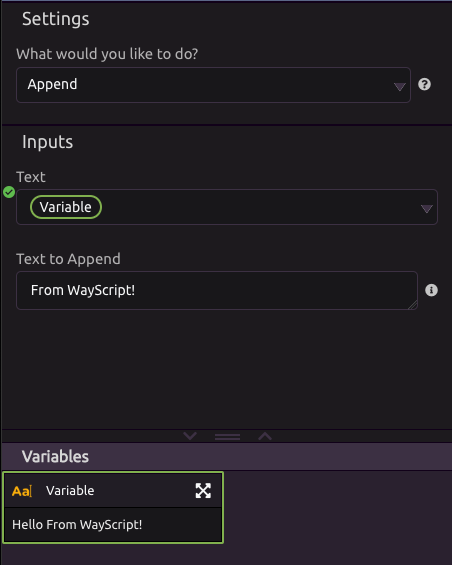 Settings
What would you like to do?
Append
Inputs
Text
Variable
Text to Append
From WayScript!
Variables
Aa Variable
Hello From WayScript!